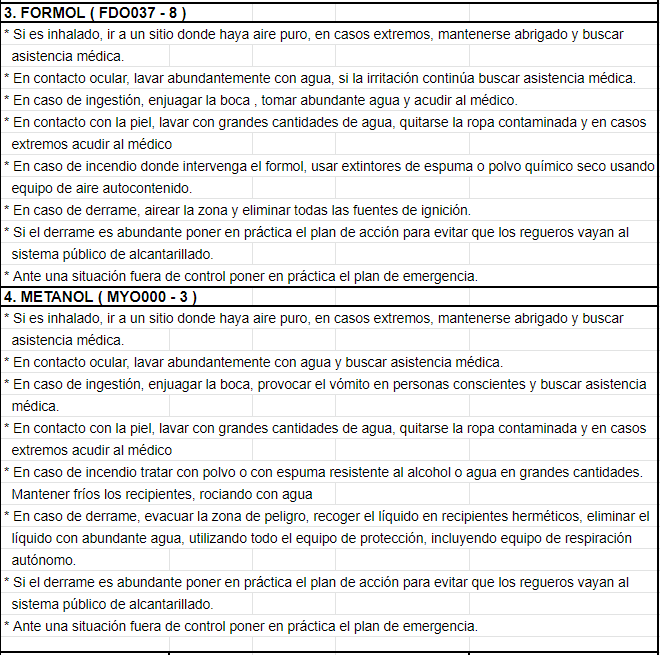 3. FORMOL ( FDO037 - 8 )
* Si es inhalado, ir a un sitio donde haya aire puro, en casos extremos, mantenerse abrigado y buscar
asistencia médica.
* En contacto ocular, lavar abundantemente con agua, si la irritación continúa buscar asistencia médica.
* En caso de ingestión, enjuagar la boca , tomar abundante agua y acudir al médico.
* En contacto con la piel, lavar con grandes cantidades de agua, quitarse la ropa contaminada y en casos
extremos acudir al médico
* En caso de incendio donde intervenga el formol, usar extintores de espuma o polvo químico seco usando
equipo de aire autocontenido.
* En caso de derrame, airear la zona y eliminar todas las fuentes de ignición.
* Si el derrame es abundante poner en práctica el plan de acción para evitar que los regueros vayan al
sistema público de alcantarillado.
* Ante una situación fuera de control poner en práctica el plan de emergencia.
4. METANOL ( MYO000 - 3 )
* Si es inhalado, ir a un sitio donde haya aire puro, en casos extremos, mantenerse abrigado y buscar
asistencia médica.
* En contacto ocular, lavar abundantemente con agua y buscar asistencia médica.
* En caso de ingestión, enjuagar la boca, provocar el vómito en personas conscientes y buscar asistencia
médica.
* En contacto con la piel, lavar con grandes cantidades de agua, quitarse la ropa contaminada y en casos
extremos acudir al médico
* En caso de incendio tratar con polvo o con espuma resistente al alcohol o agua en grandes cantidades.
Mantener fríos los recipientes, rociando con agua
* En caso de derrame, evacuar la zona de peligro, recoger el líquido en recipientes herméticos, eliminar el
líquido con abundante agua, utilizando todo el equipo de protección, incluyendo equipo de respiración
autónomo.
* Si el derrame es abundante poner en práctica el plan de acción para evitar que los regueros vayan al
sistema público de alcantarillado.
* Ante una situación fuera de control poner en práctica el plan de emergencia.